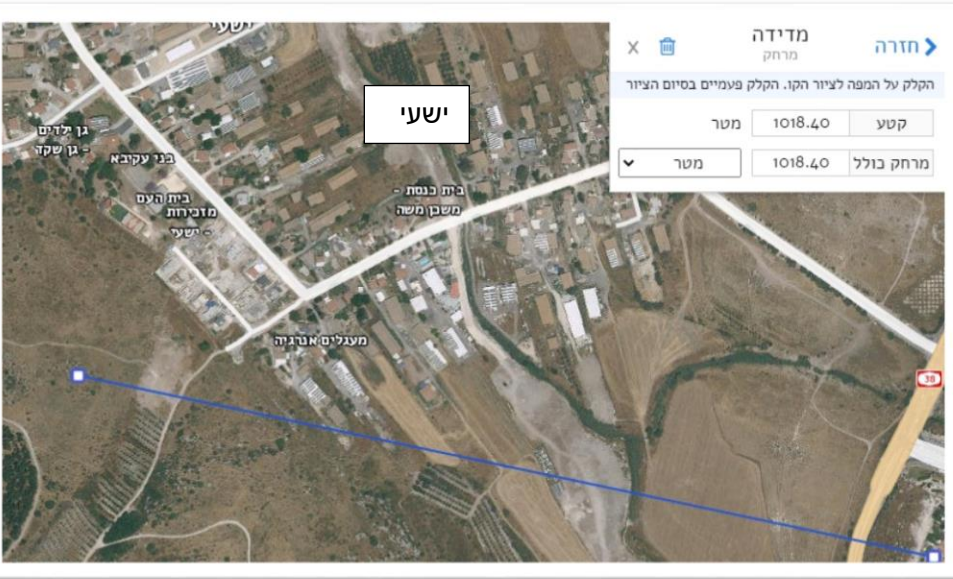 ישעי
חזרה
מדידה
מרחק
X
הקלק על המפה לציור הקו. הקלק פעמיים בסיום הציור
קטע 1018.40 מטר
מרחק כולל 1018.40 מטר
ישעי
גן ילדים
- גן שקד
בני עקיבא
בית העם
מזכירות
- ישעי
בית כנסת -
משכן משה
מעגלים אנרגיה
38